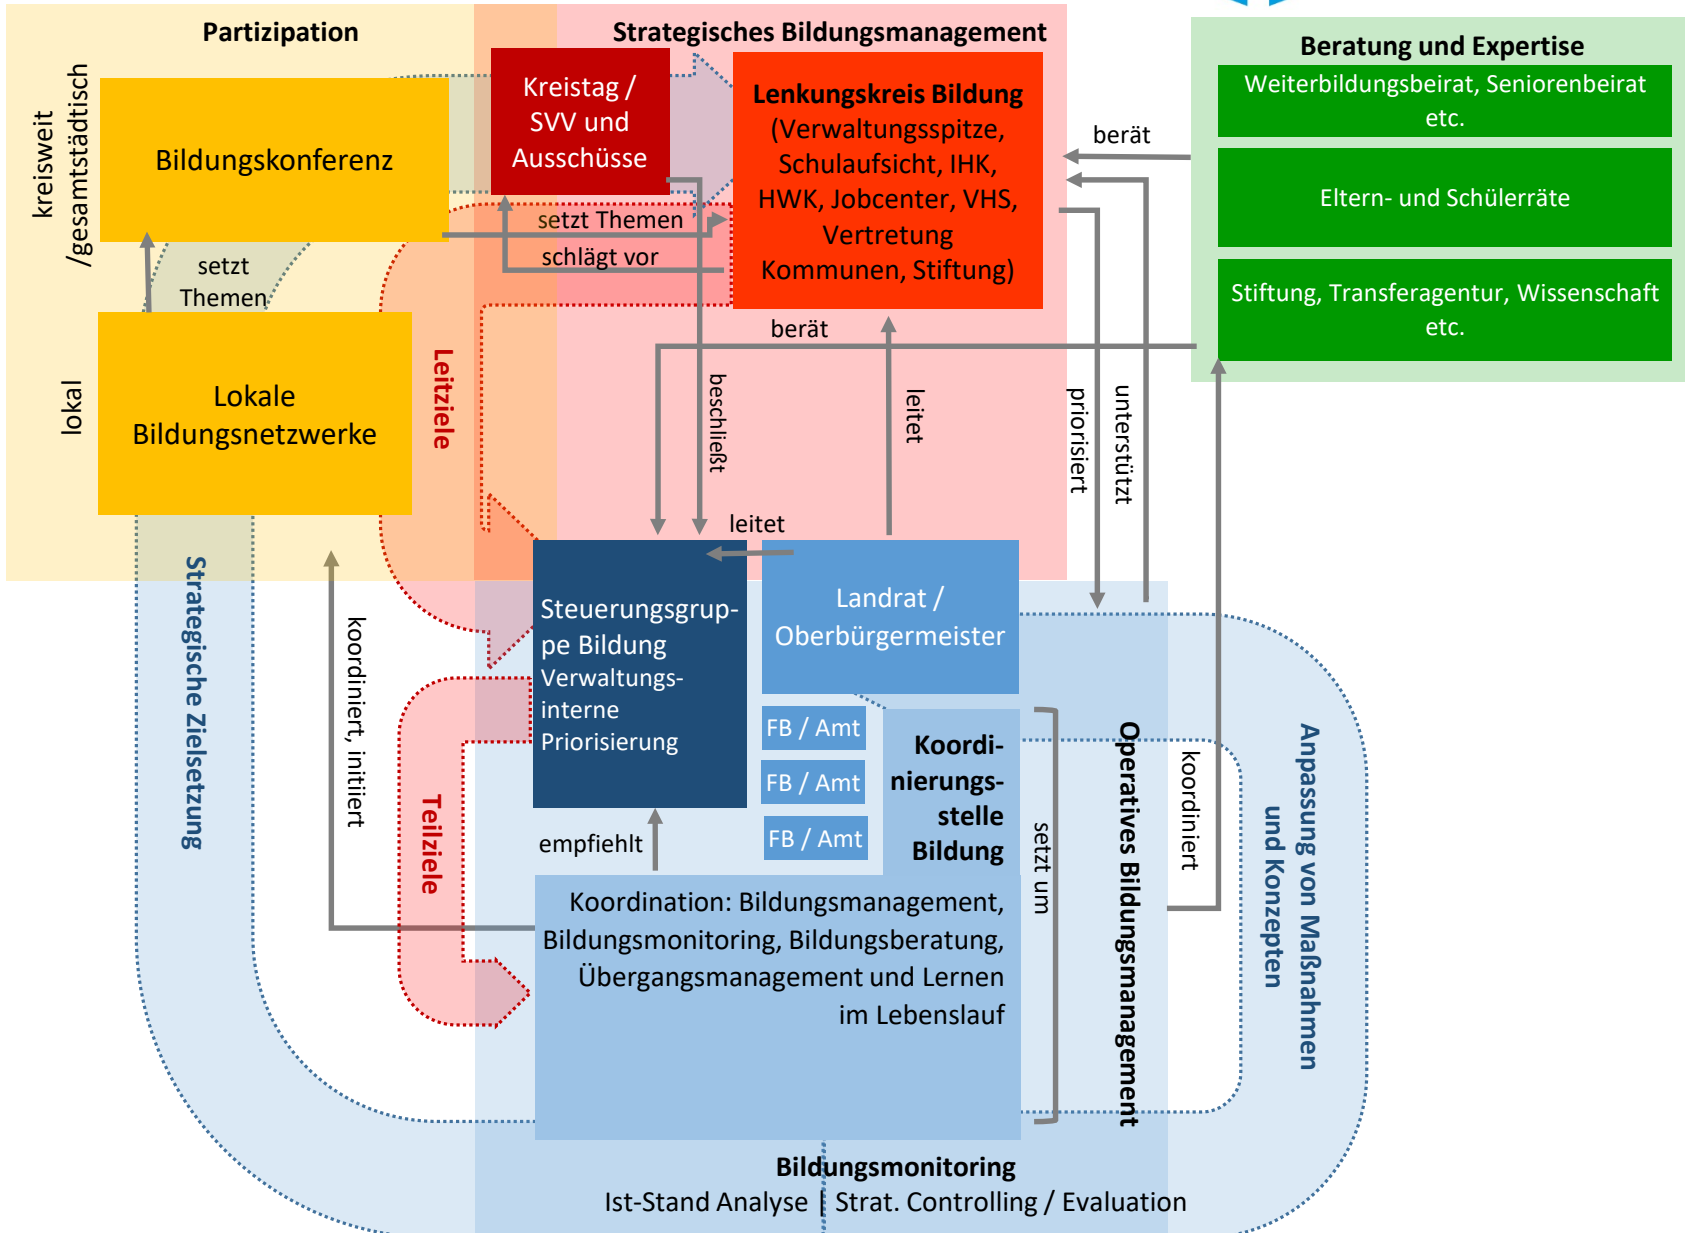 Partizipation
Strategisches Bildungsmanagement
Beratung und Expertise
kreisweit
/gesamtstädtisch
Bildungskonferenz
Kreistag /
SVV und
Ausschüsse
Lenkungskreis Bildung
(Verwaltungsspitze,
Schulaufsicht, IHK,
HWK, Jobcenter, VHS,
Vertretung
Kommunen, Stiftung)
berät
Weiterbildungsbeirat, Seniorenbeirat
etc.
Eltern- und Schülerräte
Stiftung, Transferagentur, Wissenschaft
etc.
setzt Themen
schlägt vor
setzt
Themen
lokal
Lokale
Bildungsnetzwerke
Leitziele
berät
beschließt
leitet
priorisiert
unterstützt
leitet
Strategische Zielsetzung
koordiniert, initiiert
Steuerungsgrup-
pe Bildung
Verwaltungs-
interne
Priorisierung
Landrat /
Oberbürgermeister
FB / Amt
FB / Amt
FB / Amt
Koordi-
nierungs-
stelle
Bildung
Teilziele
empfiehlt
setzt um
Operatives Bildungsmanagement
koordiniert
Anpassung von Maßnahmen
und Konzepten
Koordination: Bildungsmanagement,
Bildungsmonitoring, Bildungsberatung,
Übergangsmanagement und Lernen
im Lebenslauf
Bildungsmonitoring
Ist-Stand Analyse | Strat. Controlling / Evaluation